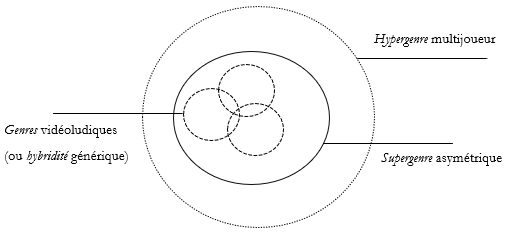 Hypergenre multijoueur
Genres vidéoludiques
(ou hybridité générique)
Supergenre asymétrique